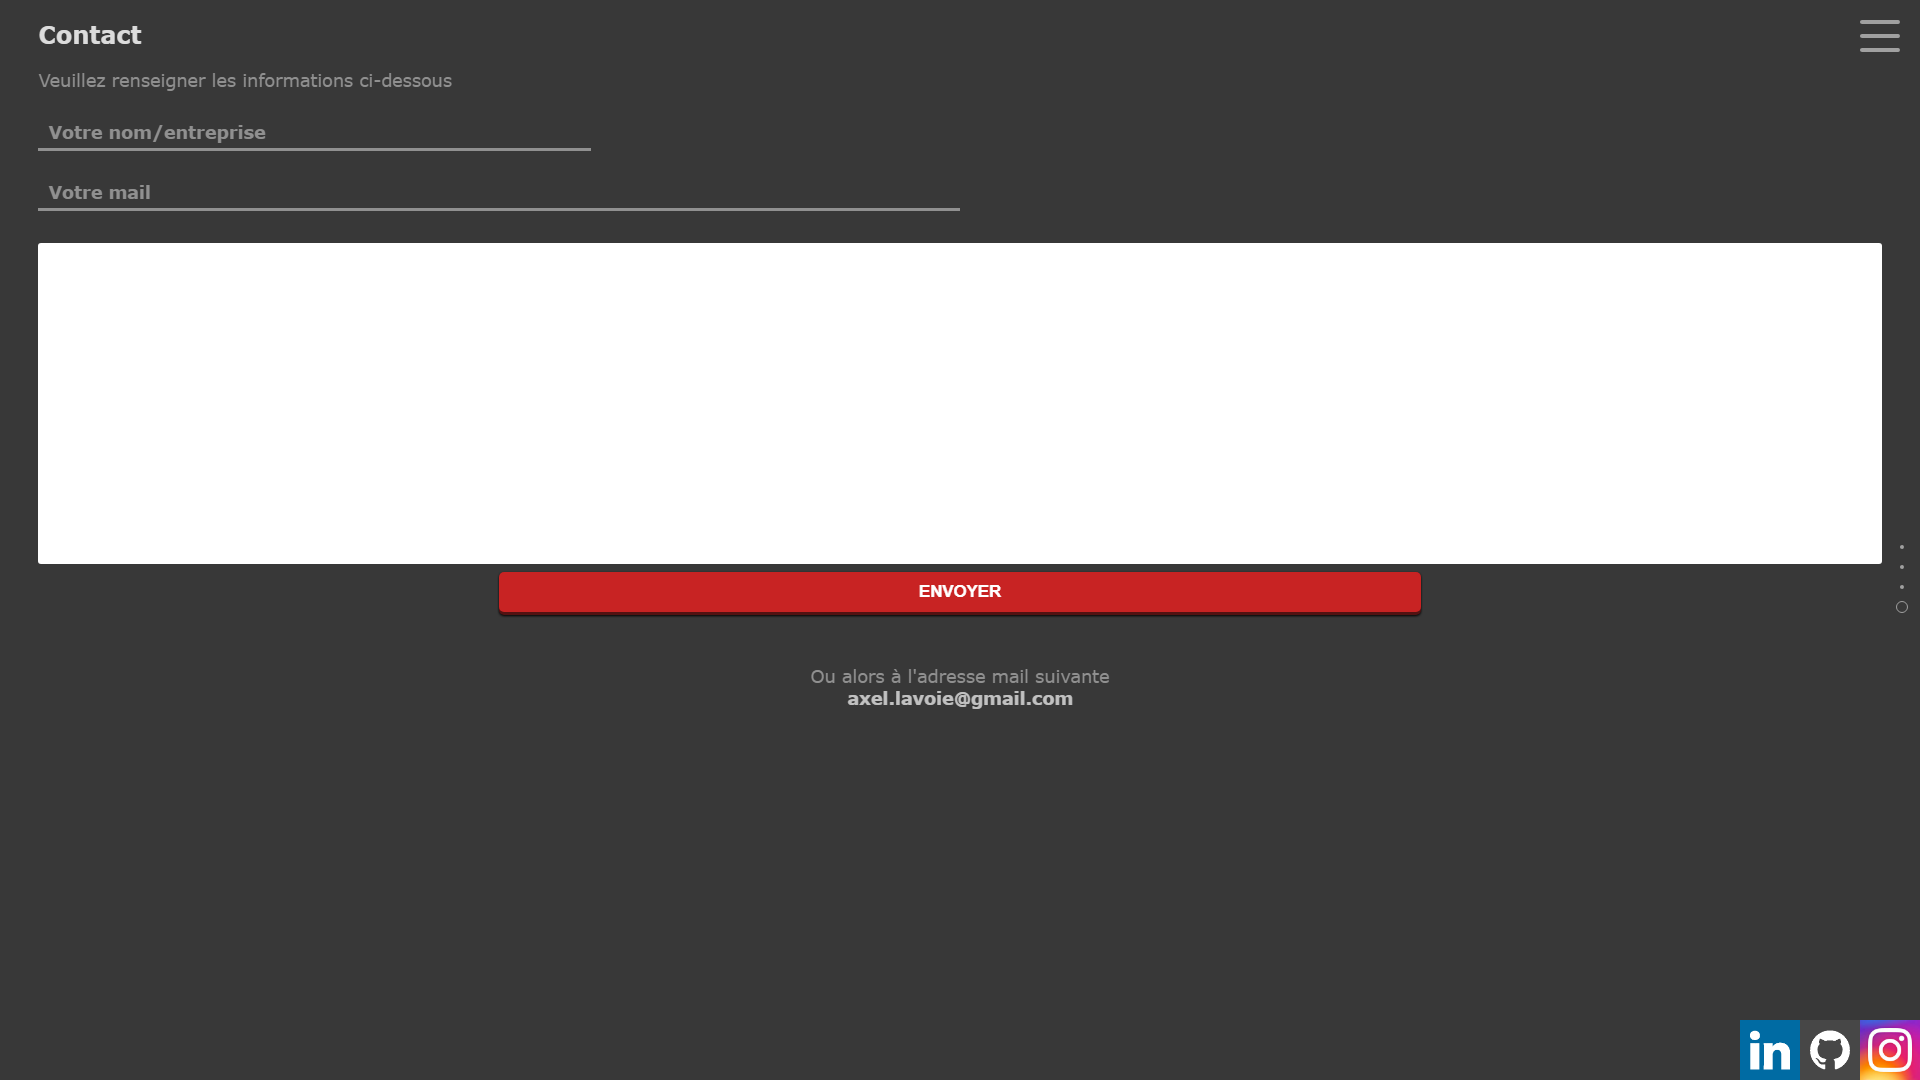 Contact
Veuillez renseigner les informations ci-dessous
Votre nom/entreprise
Votre mail
ENVOYER
Ou alors à l'adresse mail suivante
axel.lavoie@gmail.com
in